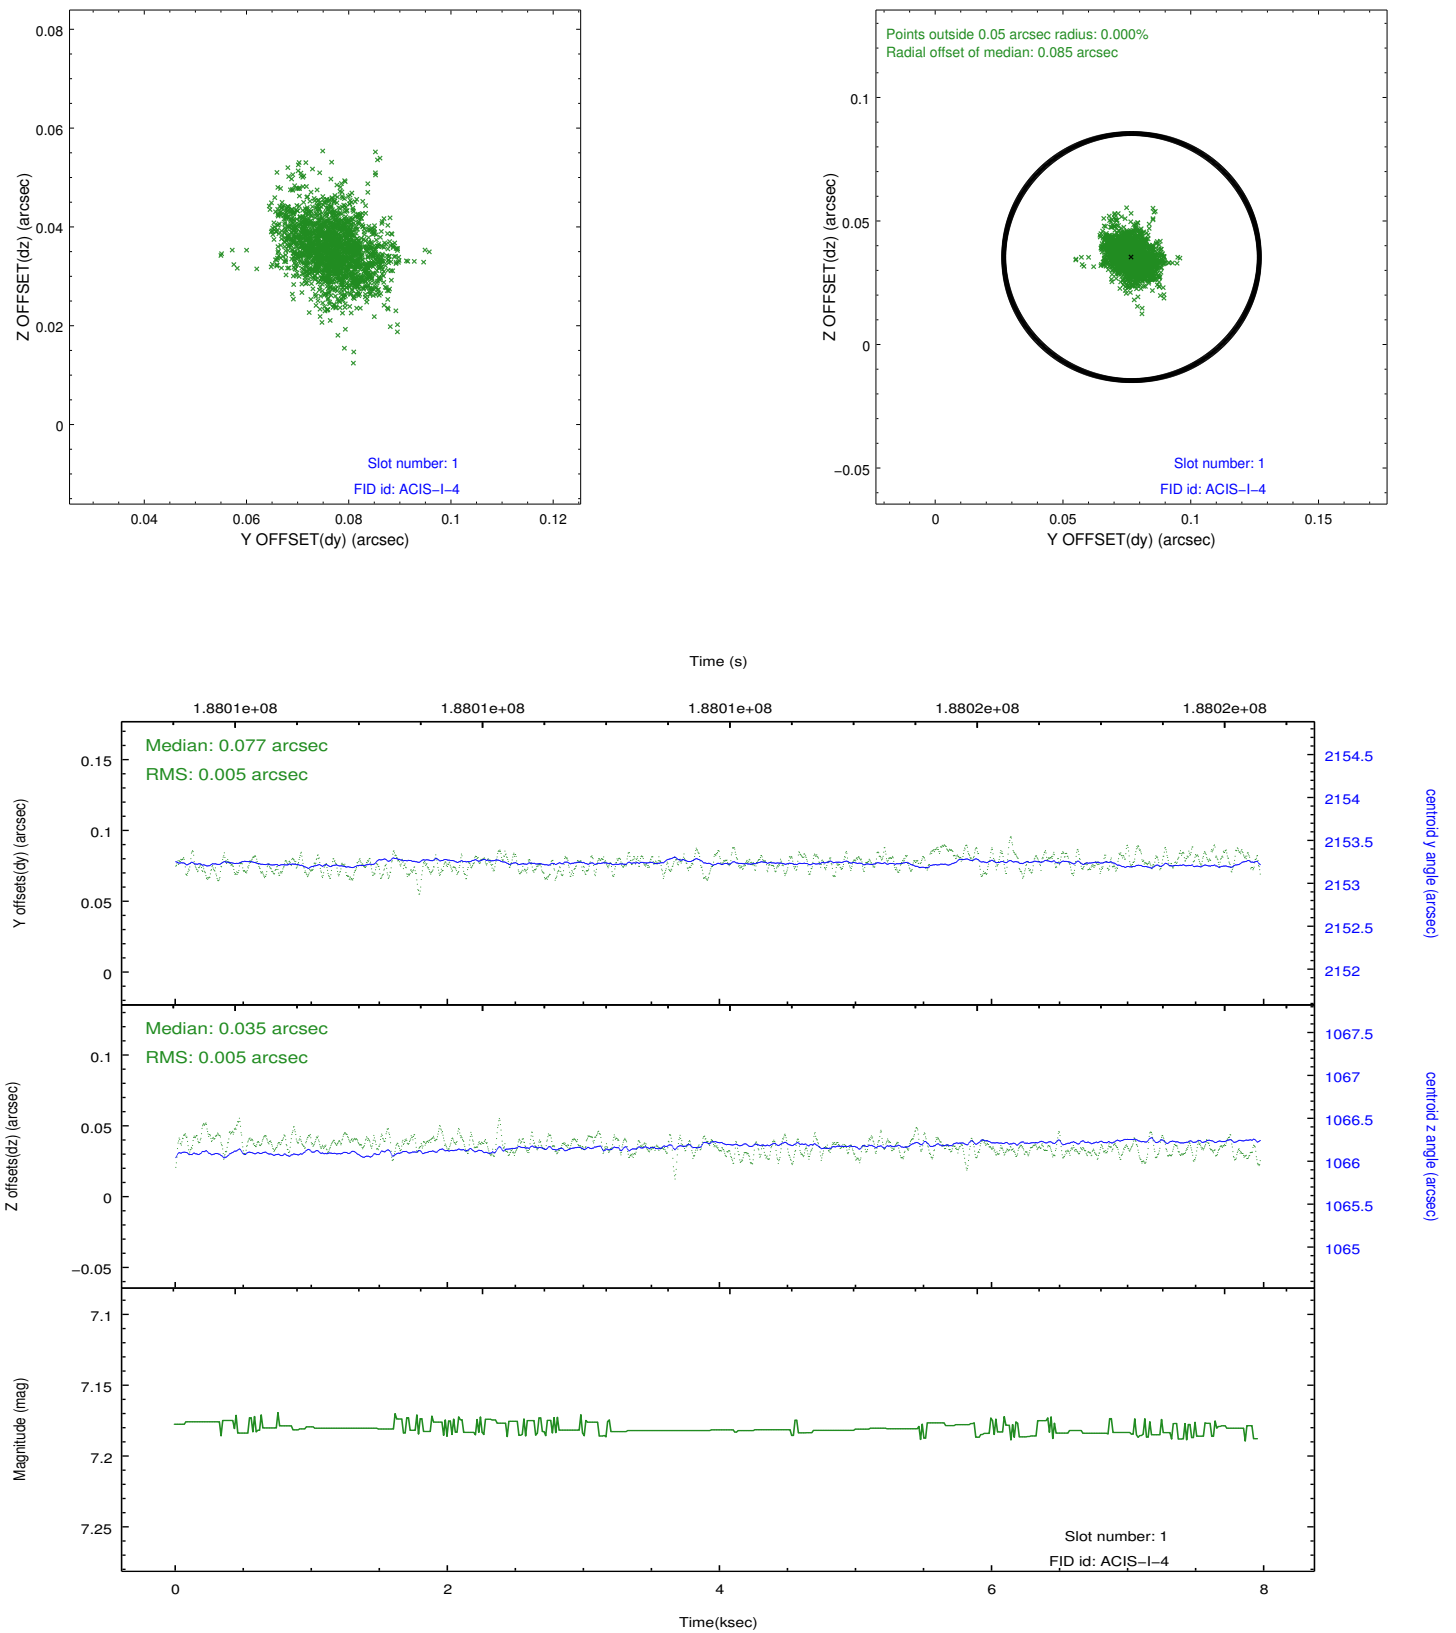 0.08
0.06
0.04
0.02
0
Z OFFSET(dz) (arcsec)
Slot number: 1
FID id: ACIS−I−4
0.04 0.06 0.08 0.1 0.12
Y OFFSET(dy) (arcsec)
Points outside 0.05 arcsec radius: 0.000%
Radial offset of median: 0.085 arcsec
0.1
0.05
0
−0.05
Z OFFSET(dz) (arcsec)
Slot number: 1
FID id: ACIS−I−4
0 0.05 0.1 0.15
Y OFFSET(dy) (arcsec)
Time (s)
1.8801e+08 1.8801e+08 1.8801e+08 1.8802e+08 1.8802e+08
Median: 0.077 arcsec
RMS: 0.005 arcsec
0.15
0.1
0.05
0
Y offsets(dy) (arcsec)
2154.5
2154
2153.5
2153
2152.5
2152
centroid y angle (arcsec)
Median: 0.035 arcsec
RMS: 0.005 arcsec
0.1
0.05
0
−0.05
Z offsets(dz) (arcsec)
1067.5
1067
1066.5
1066
1065.5
1065
centroid z angle (arcsec)
7.1
7.15
7.2
7.25
Magnitude (mag)
Slot number: 1
FID id: ACIS−I−4
0 2 4 6 8
Time(ksec)